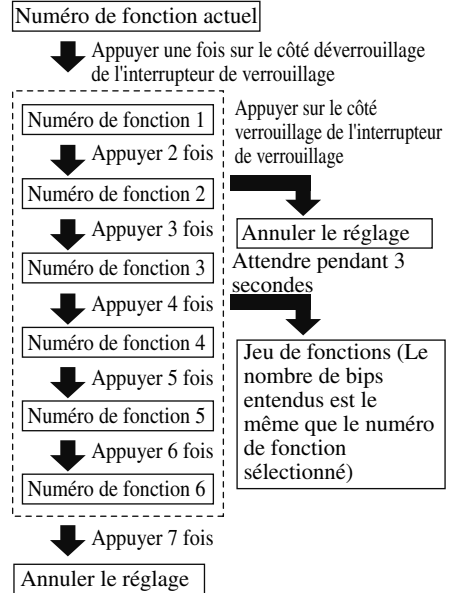 Numéro de fonction actuel
Appuyer une fois sur le côté déverrouillage
de l'interrupteur de verrouillage
Numéro de fonction 1
Appuyer sur le côté
verrouillage de l'interrupteur
de verrouillage
Appuyer 2 fois
Numéro de fonction 2
Annuler le réglage
Appuyer 3 fois
Numéro de fonction 3
Attendre pendant 3
secondes
Appuyer 4 fois
Numéro de fonction 4
Jeu de fonctions (Le
nombre de bips
entendus est le
même que le numéro
de fonction
sélectionné)
Appuyer 5 fois
Numéro de fonction 5
Appuyer 6 fois
Numéro de fonction 6
Appuyer 7 fois
Annuler le réglage